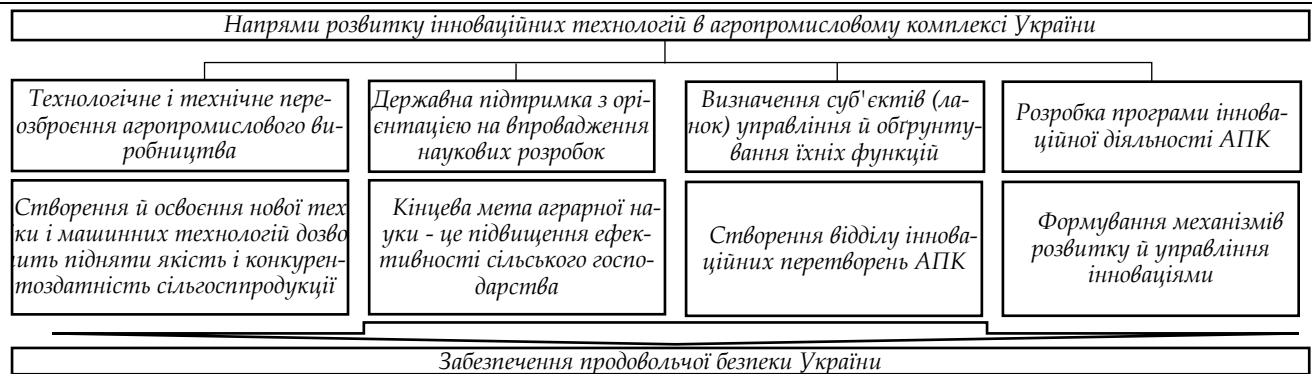 Напрями розвитку інноваційних технологій в агропромисловому комплексі України
Технологічне і технічне пере-
озброєння агропромислового ви-
робництва
Державна підтримка з орі-
єнтацією на впровадження
наукових розробок
Визначення суб'єктів (ла-
нок) управління й обґрунту-
вання їхніх функцій
Розробка програми іннова-
ційної діяльності АПК
Створення й освоєння нової тех
ки і машинних технологій дозво
ить підняти якість і конкурен-
тоздатність сільгосппродукції
Кінцева мета аграрної на-
уки - це підвищення ефек-
тивності сільського госпо-
дарства
Створення відділу іннова-
ційних перетворень АПК
Формування механізмів
розвитку й управління
інноваціями
Забезпечення продовольчої безпеки України